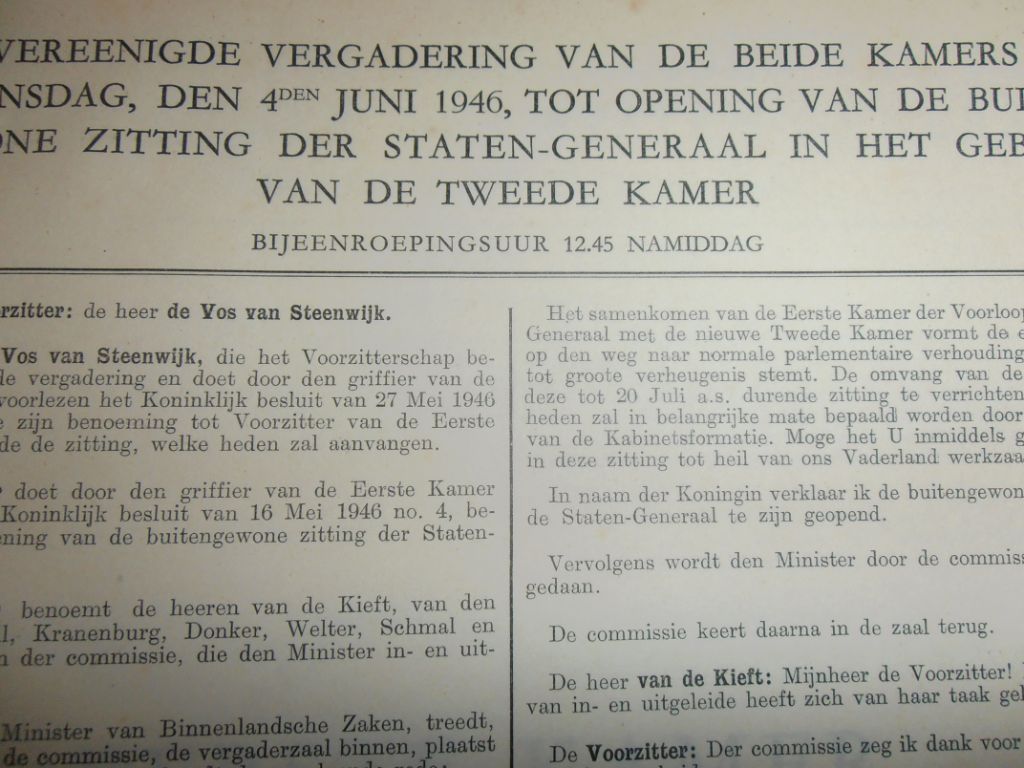 VEREENIGDE VERGADERING VAN DE BEIDE KAMERS
NSDAG, DEN 4DEN JUNI 1946, TOT OPENING VAN DE BUI
ONE ZITTING DER STATEN-GENERAAL IN HET GEB
VAN DE TWEEDE KAMER
BIJEENROEPINGSUUR 12.45 NAMIDDAG
rzitter: de heer de Vos van Steenwijk.
Vos van Steenwijk, die het Voorzitterschap be-
de vergadering en doet door den griffier van de
voorlezen het Koninklijk besluit van 27 Mei 1946
e zijn benoeming tot Voorzitter van de Eerste
de de zitting, welke heden zal aanvangen.
doet door den griffier van de Eerste Kamer
Koninklijk besluit van 16 Mei 1946 no. 4, be-
ning van de buitengewone zitting der Staten-
benoemt de heeren van de Kieft, van den
l, Kranenburg, Donker, Welter, Schmal en
n der commissie, die den Minister in- en uit-
Minister van Binnenlandsche Zaken, treedt,
de commissie, de vergaderzaal binnen, plaatst
Het samenkomen van de Eerste Kamer der Voorloop
Generaal met de nieuwe Tweede Kamer vormt de e
op den weg naar normale parlementaire verhouding
tot groote verheugenis stemt. De omvang van de
deze tot 20 Juli a.s. durende zitting te verrichten
heden zal in belangrijke mate bepaald worden door
van de Kabinetsformatie. Moge het U inmiddels g
in deze zitting tot heil van ons Vaderland werkzaa
In naam der Koningin verklaar ik de buitengewon
de Staten-Generaal te zijn geopend.
Vervolgens wordt den Minister door de commis
gedaan.
De commissie keert daarna in de zaal terug.
De heer van de Kieft: Mijnheer de Voorzitter!
van in- en uitgeleide heeft zich van haar taak gek
De Voorzitter: Der commissie zeg ik dank voor